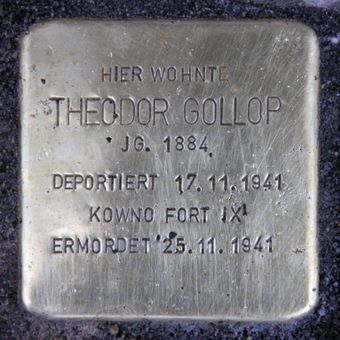 HIER WOHNTE
THEODOR GOLLOP
JG. 1884
DEPORTIERT 17.11.1941
KOWNO FORT IX
ERMORDET 25.11.1941